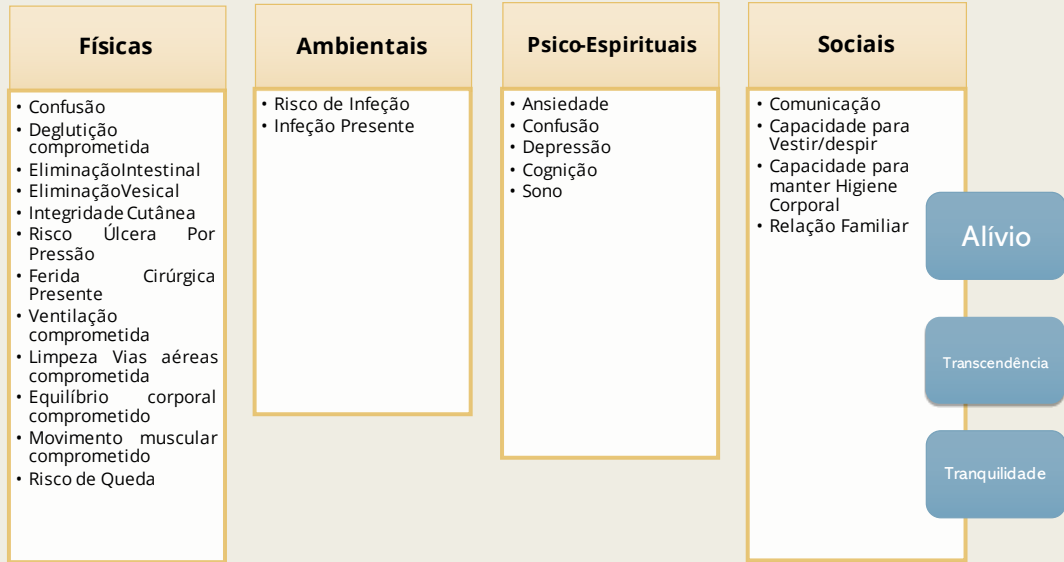 Físicas
• Confusão
• Deglutição
comprometida
• EliminaçãoIntestinal
• EliminaçãoVesical
• Integridade Cutânea
• Risco Úlcera Por
Pressão
• Ferida Cirúrgica
Presente
• Ventilação
comprometida
• Limpeza Vias aéreas
comprometida
• Equilíbrio corporal
comprometido
• Movimento muscular
comprometido
• Risco de Queda
Ambientais
• Risco de Infeção
• Infeção Presente
Psico-Espirituais
• Ansiedade
• Confusão
• Depressão
• Cognição
• Sono
Sociais
• Comunicação
• Capacidade para
Vestir/despir
• Capacidade para
manter Higiene
Corporal
• Relação Familiar
Alívio
Transcendência
Tranquilidade